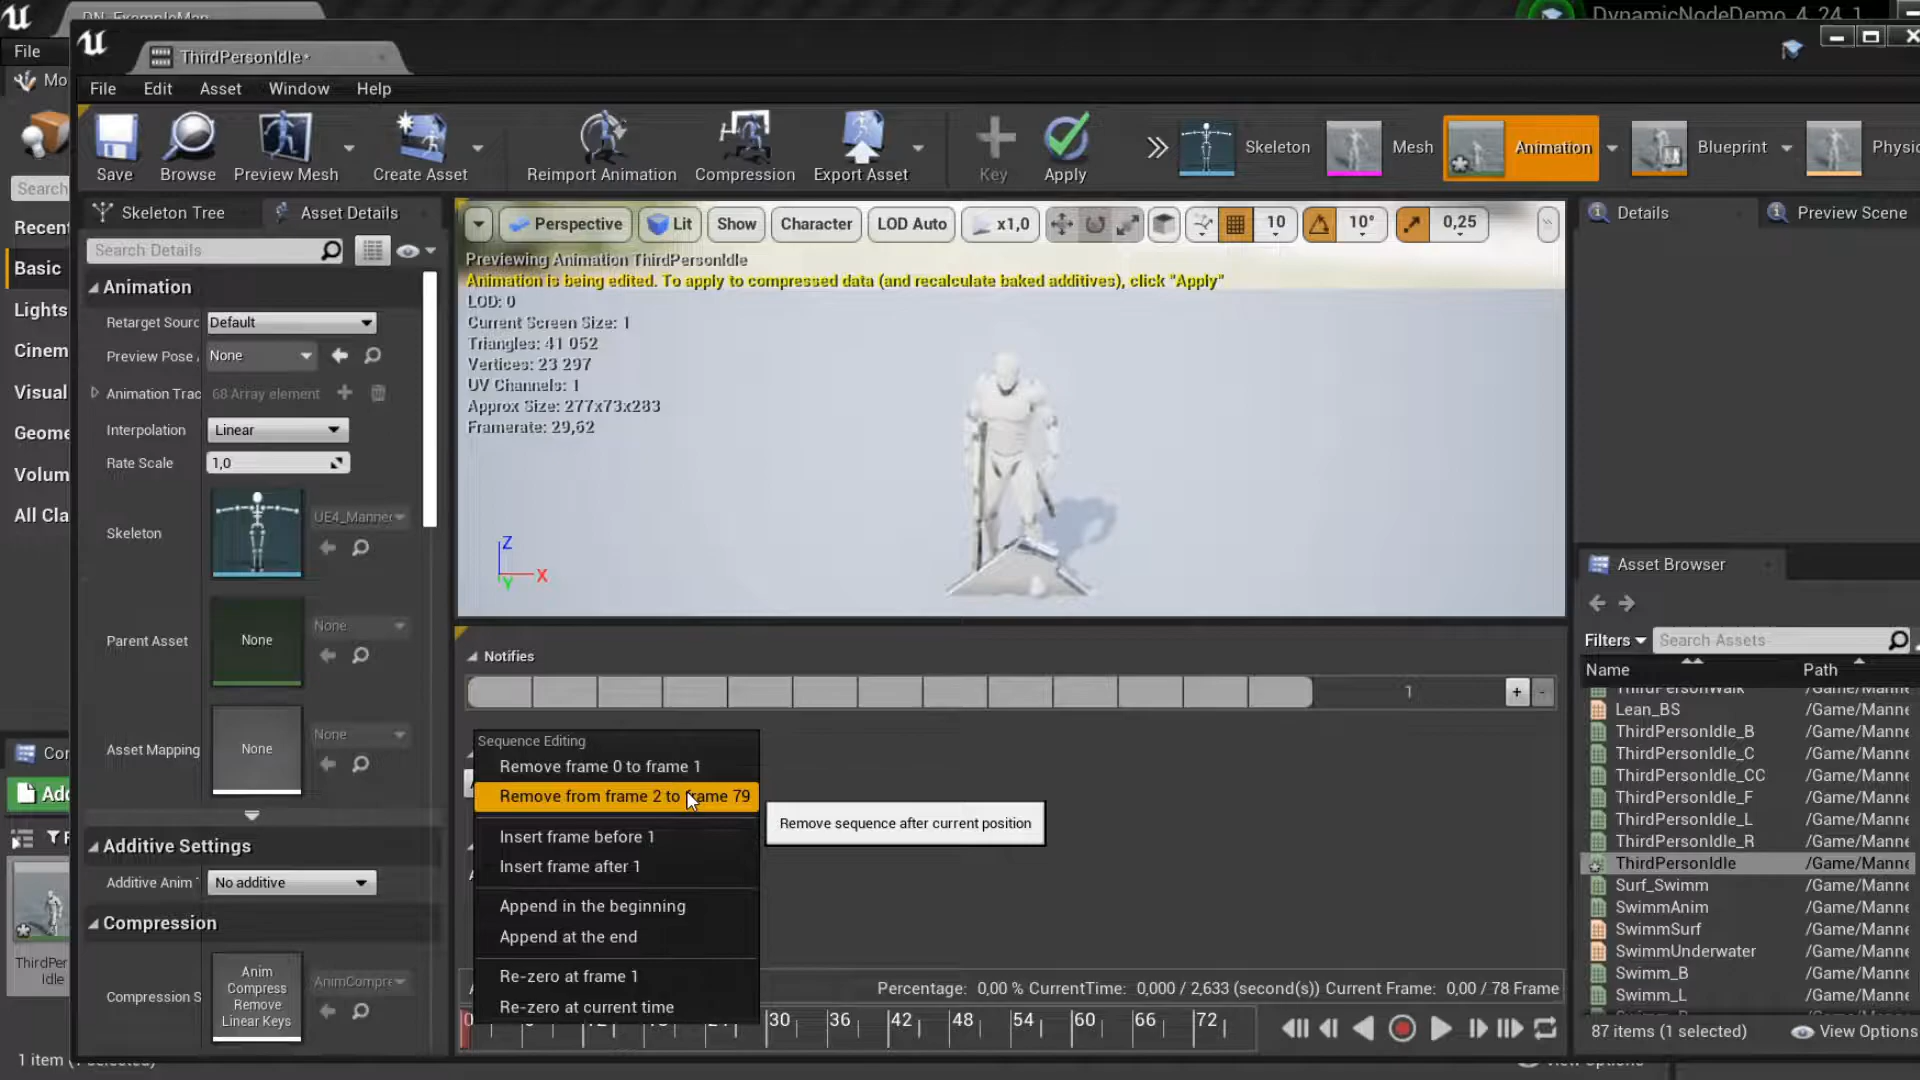 DN_ExampleMap
DynamicNodeDemo_4_24_1
File
ThirdPersonIdle*
Mo
File
Edit
Asset
Window
Help
Save
Browse
Preview Mesh
Create Asset
Reimport Animation
Compression
Export Asset
Key
Apply
Skeleton
Mesh
Animation
Blueprint
Physic
Search
Recen
Basic
Lights
Cinem
Visual
Geome
Volum
All Cla
Skeleton Tree
Asset Details
Search Details
Animation
Retarget Sourc
Default
Preview Pose
None
Animation Trac
68 Array element
Interpolation
Linear
Rate Scale
1,0
Skeleton
UE4_Manneq
Parent Asset
None
None
Asset Mapping
None
None
Additive Settings
Additive Anim
No additive
Compression
Compression S
Anim
Compress
Remove
Linear Keys
AnimCompre
Perspective
Lit
Show
Character
LOD Auto
x1,0
10
10°
0,25
Previewing Animation ThirdPersonIdle
Animation is being edited. To apply to compressed data (and recalculate baked additives), click "Apply"
LOD: 0
Current Screen Size: 1
Triangles: 41 052
Vertices: 23 297
UV Channels: 1
Approx Size: 277x73x283
Framerate: 29,62
Z
X
Y
Notifies
1
+
-
Sequence Editing
Remove frame 0 to frame 1
Remove from frame 2 to frame 79
Remove sequence after current position
Insert frame before 1
Insert frame after 1
Append in the beginning
Append at the end
Re-zero at frame 1
Re-zero at current time
Percentage: 0,00 % CurrentTime: 0,000 / 2,633 (second(s)) Current Frame: 0,00 / 78 Frame
0
30
36
42
48
54
60
66
72
Details
Preview Scene
Asset Browser
Filters
Search Assets
Name
Path
ThirdPersonWalk
/Game/Manne
Lean_BS
/Game/Manne
ThirdPersonIdle_B
/Game/Manne
ThirdPersonIdle_C
/Game/Manne
ThirdPersonIdle_CC
/Game/Manne
ThirdPersonIdle_F
/Game/Manne
ThirdPersonIdle_L
/Game/Manne
ThirdPersonIdle_R
/Game/Manne
ThirdPersonIdle
/Game/Manne
Surf_Swimm
/Game/Manne
SwimmAnim
/Game/Manne
SwimmSurf
/Game/Manne
SwimmUnderwater
/Game/Manne
Swimm_B
/Game/Manne
Swimm_L
/Game/Manne
87 items (1 selected)
View Options
Con
Add
ThirdPer
Idle
1 item (1 selected)
View Options